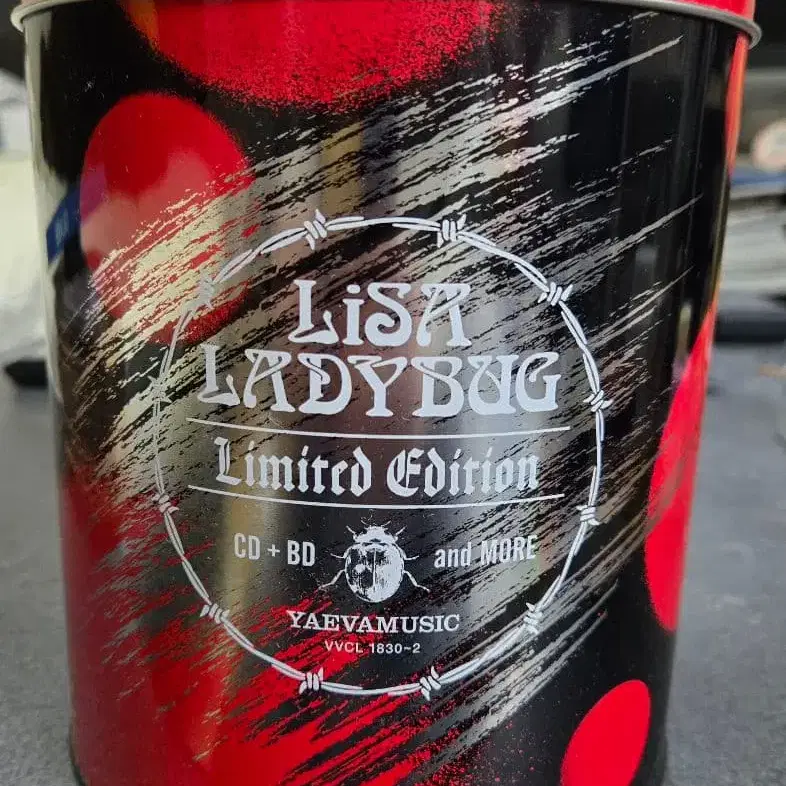 LiSA
LADYBUG
Limited Edition
CD + BD and MORE
YAEVAMUSIC
VVCL 1830~2